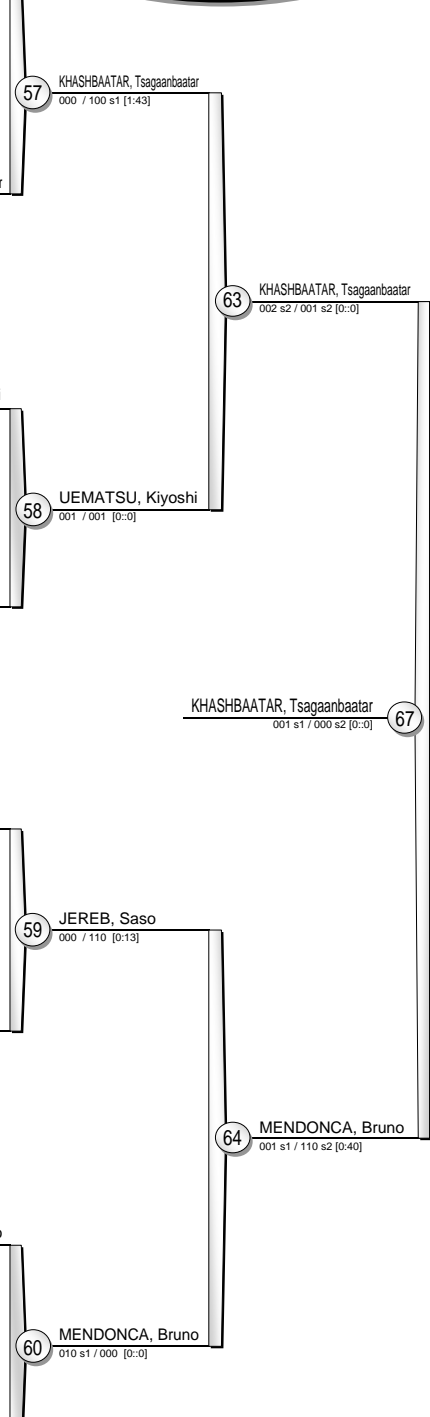 57
KHASHBAATAR, Tsagaanbaatar
000 / 100 s1 [1:43]
63
KHASHBAATAR, Tsagaanbaatar
002 s2 / 001 s2 [0::0]
58
UEMATSU, Kiyoshi
001 / 001 [0::0]
KHASHBAATAR, Tsagaanbaatar
001 s1 / 000 s2 [0::0]
67
59
JEREB, Saso
000 / 110 [0:13]
64
MENDONCA, Bruno
001 s1 / 110 s2 [0:40]
60
MENDONCA, Bruno
010 s1 / 000 [0::0]